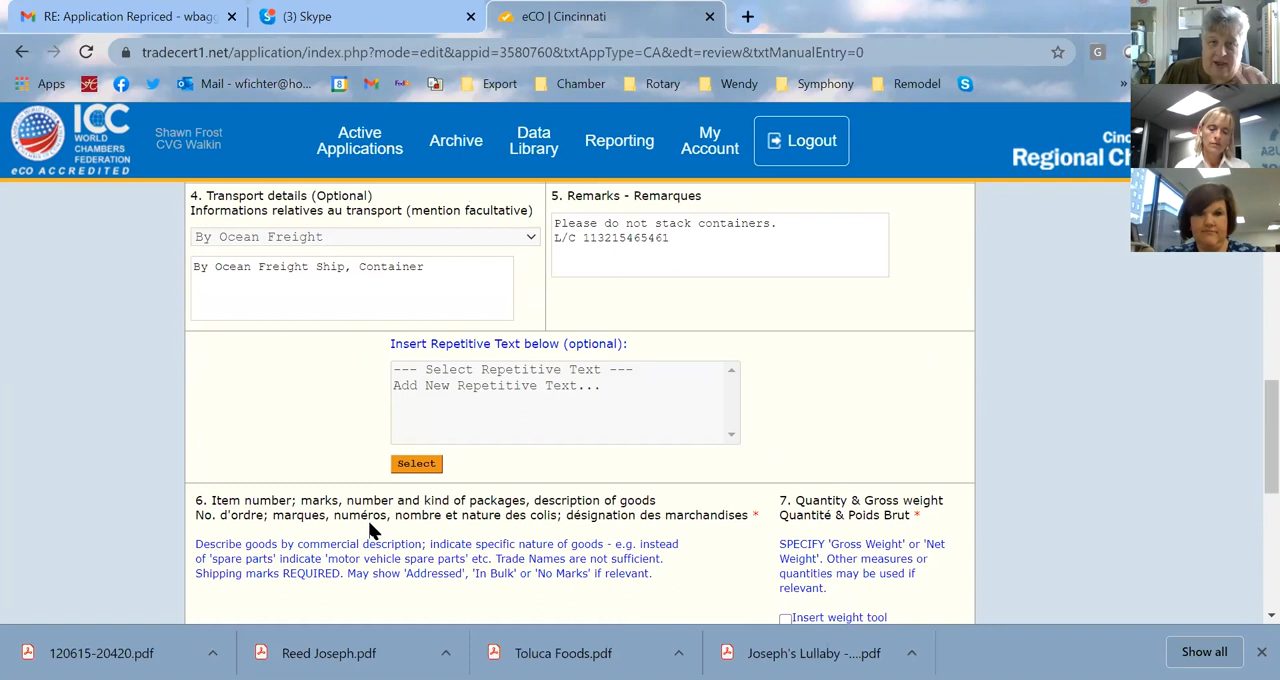 RE: Application Repriced - wbagg
(3) Skype
eCO | Cincinnati
tradecert1.net/application/index.php?mode=edit&appid=3580760&txtAppType=CA&edt=review&txtManualEntry=0
G
Apps
Mail - wfichter@ho...
Export
Chamber
Rotary
Wendy
Symphony
Remodel
»
ICC
WORLD
CHAMBERS
FEDERATION
eCO ACCREDITED
Shawn Frost
CVG Walkin
Active
Applications
Archive
Data
Library
Reporting
My
Account
Logout
Cinc
Regional Ch
4. Transport details (Optional)
Informations relatives au transport (mention facultative)
By Ocean Freight
By Ocean Freight Ship, Container
5. Remarks - Remarques
Please do not stack containers.
L/C 113215465461
Insert Repetitive Text below (optional):
--- Select Repetitive Text ---
Add New Repetitive Text...
Select
6. Item number; marks, number and kind of packages, description of goods
No. d'ordre; marques, numéros, nombre et nature des colis; désignation des marchandises *
Describe goods by commercial description; indicate specific nature of goods - e.g. instead
of 'spare parts' indicate 'motor vehicle spare parts' etc. Trade Names are not sufficient.
Shipping marks REQUIRED. May show 'Addressed', 'In Bulk' or 'No Marks' if relevant.
7. Quantity & Gross weight
Quantité & Poids Brut *
SPECIFY 'Gross Weight' or 'Net
Weight'. Other measures or
quantities may be used if
relevant.
Insert weight tool
120615-20420.pdf
Reed Joseph.pdf
Toluca Foods.pdf
Joseph's Lullaby -....pdf
Show all